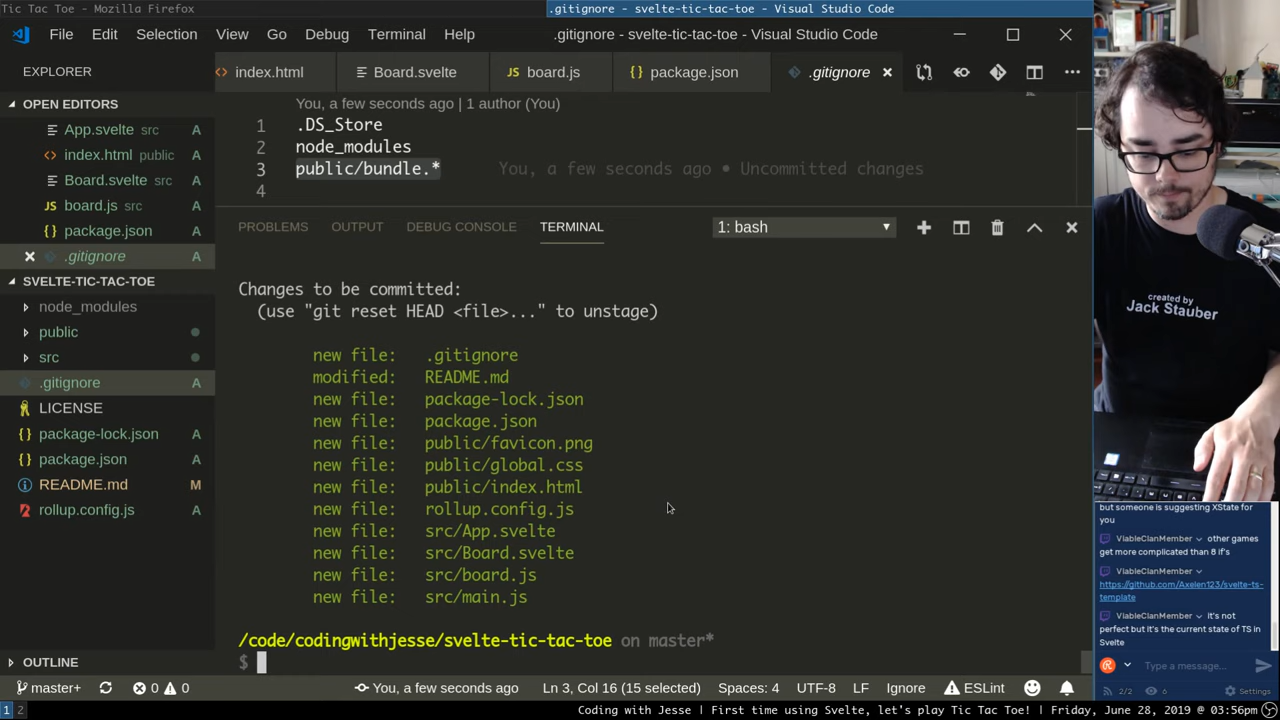 Tic Tac Toe - Mozilla Firefox
.gitignore - svelte-tic-tac-toe - Visual Studio Code
File Edit Selection View Go Debug Terminal Help
.gitignore - svelte-tic-tac-toe - Visual Studio Code
EXPLORER
index.html
Board.svelte
board.js
package.json
.gitignore
OPEN EDITORS
App.svelte src A
index.html public A
Board.svelte src A
board.js src A
package.json A
.gitignore A
SVELTE-TIC-TAC-TOE
node_modules
public
src
.gitignore A
LICENSE
package-lock.json A
package.json A
README.md M
rollup.config.js A
OUTLINE
You, a few seconds ago | 1 author (You)
1 .DS_Store
2 node_modules
3 public/bundle.* You, a few seconds ago • Uncommitted changes
4
PROBLEMS OUTPUT DEBUG CONSOLE TERMINAL 1: bash
Changes to be committed:
(use "git reset HEAD <file>..." to unstage)
new file: .gitignore
modified: README.md
new file: package-lock.json
new file: package.json
new file: public/favicon.png
new file: public/global.css
new file: public/index.html
new file: rollup.config.js
new file: src/App.svelte
new file: src/Board.svelte
new file: src/board.js
new file: src/main.js
/code/codingwithjesse/svelte-tic-tac-toe on master*
$
master+ 0 0 You, a few seconds ago Ln 3, Col 16 (15 selected) Spaces: 4 UTF-8 LF Ignore ESLint
created by
Jack Stauber
but someone is suggesting XState for
you
ViableClanMember other
games get more complicated than 8 if's
ViableClanMember
https://github.com/Axelen123/svelte-ts-
template
ViableClanMember it's not
perfect but it's the current state of TS in
Svelte
Type a message...
2/2 6 Settings
1 2
Coding with Jesse | First time using Svelte, let's play Tic Tac Toe! | Friday, June 28, 2019 @ 03:56pm